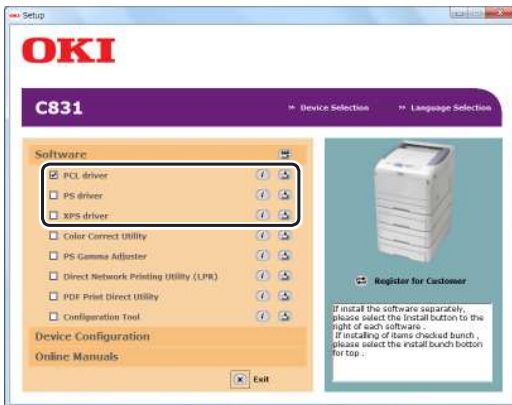 Setup
OKI
C831
Device Selection
Language Selection
Software
PCL driver
PS driver
XPS driver
Color Correct Utility
PS Gamma Adjuster
Direct Network Printing Utility (LPR)
PDF Print Direct Utility
Configuration Tool
Device Configuration
Online Manuals
Exit
Register for Customer
If install the software separately,
please select the Install button to the
right of each software .
If installing of items checked bunch ,
please select the install bunch botton
for top .